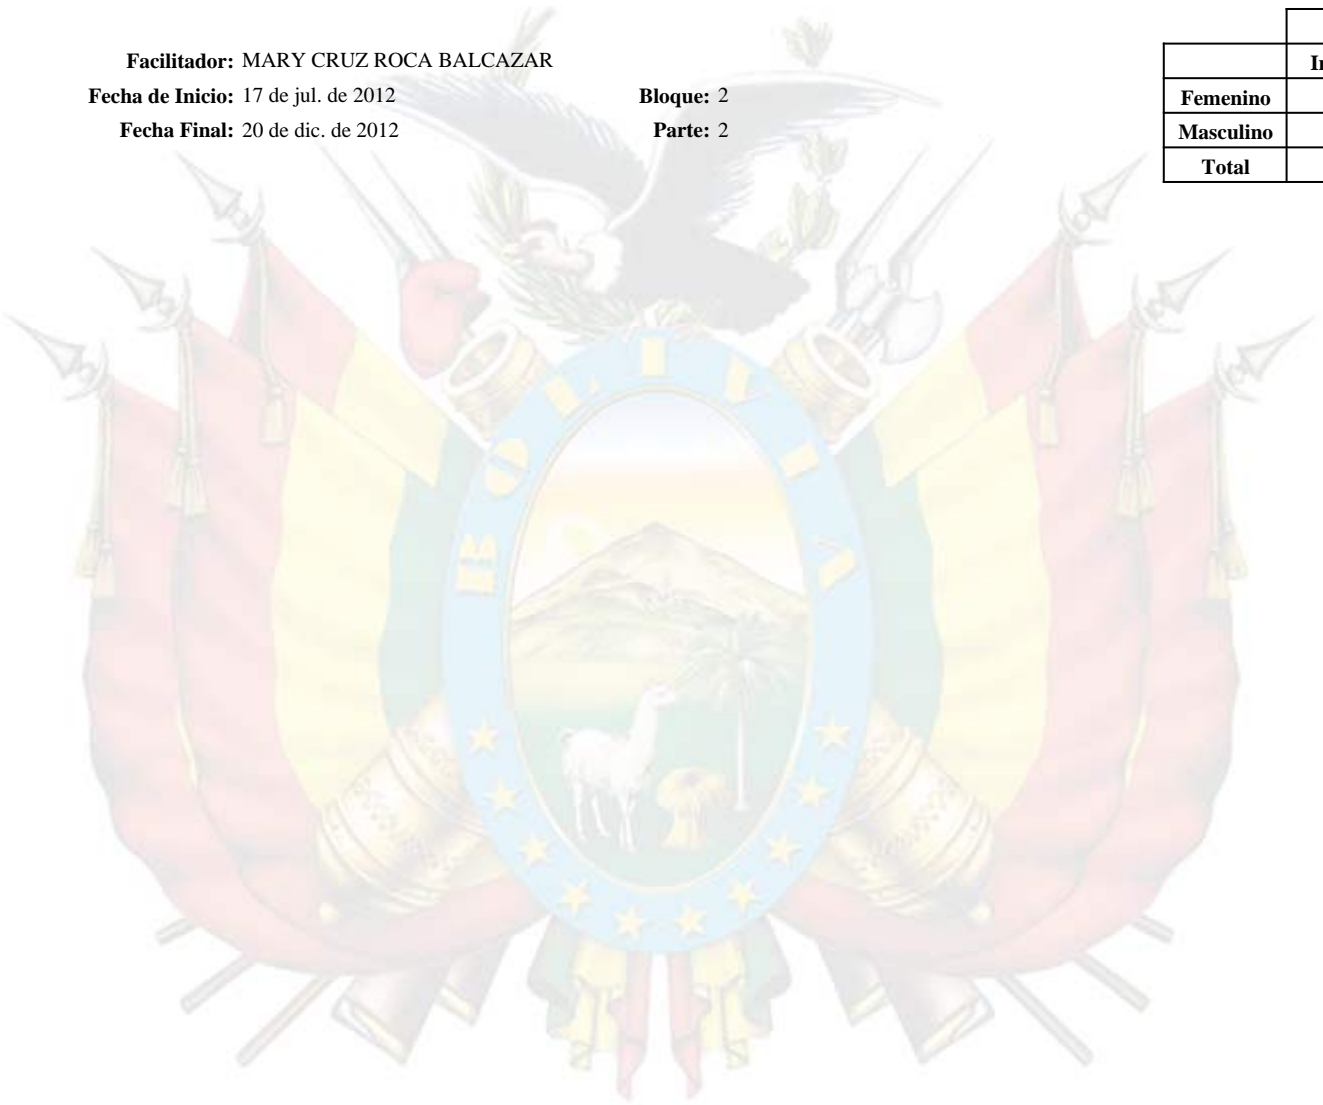 Facilitador: MARY CRUZ ROCA BALCAZAR
Fecha de Inicio: 17 de jul. de 2012 Bloque: 2
Fecha Final: 20 de dic. de 2012 Parte: 2
Femenino
Masculino
Total
BOLIVIA